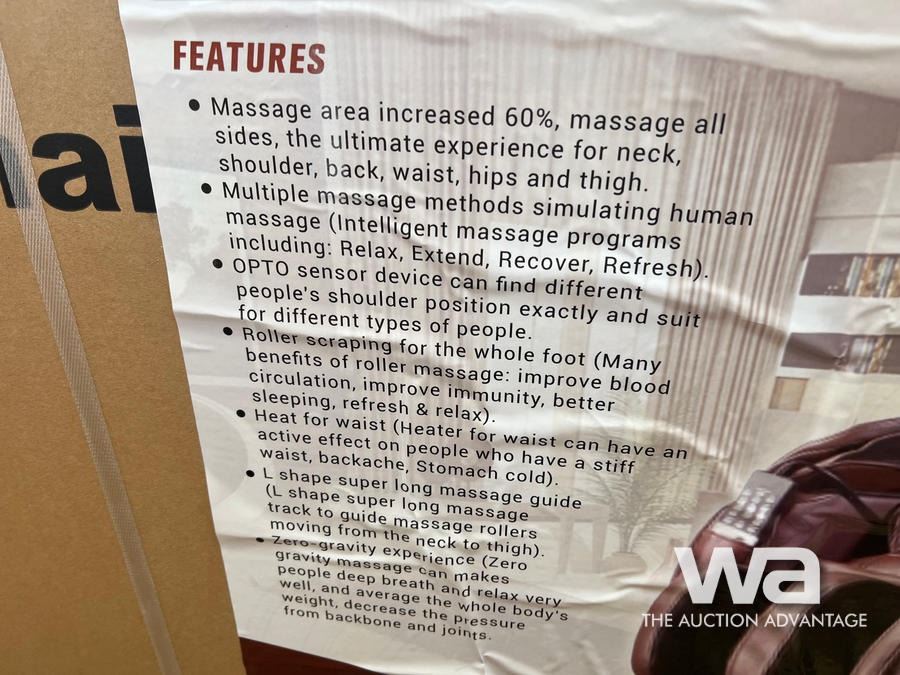 FEATURES
• Massage area increased 60%, massage all
sides, the ultimate experience for neck,
shoulder, back, waist, hips and thigh.
• Multiple massage methods simulating human
massage (Intelligent massage programs
including: Relax, Extend, Recover, Refresh).
• OPTO sensor device can find different
people's shoulder position exactly and suit
for different types of people.
• Roller scraping for the whole foot (Many
benefits of roller massage: improve blood
circulation, improve immunity, better
sleeping, refresh & relax).
• Heat for waist (Heater for waist can have an
active effect on people who have a stiff
waist, backache, Stomach cold).
• L shape super long massage guide
(L shape super long massage
track to guide massage rollers
moving from the neck to thigh).
• Zero-gravity experience (Zero
gravity massage can makes
people deep breath and relax very
well, and average the whole body's
weight, decrease the pressure
from backbone and joints.
wa
THE AUCTION ADVANTAGE